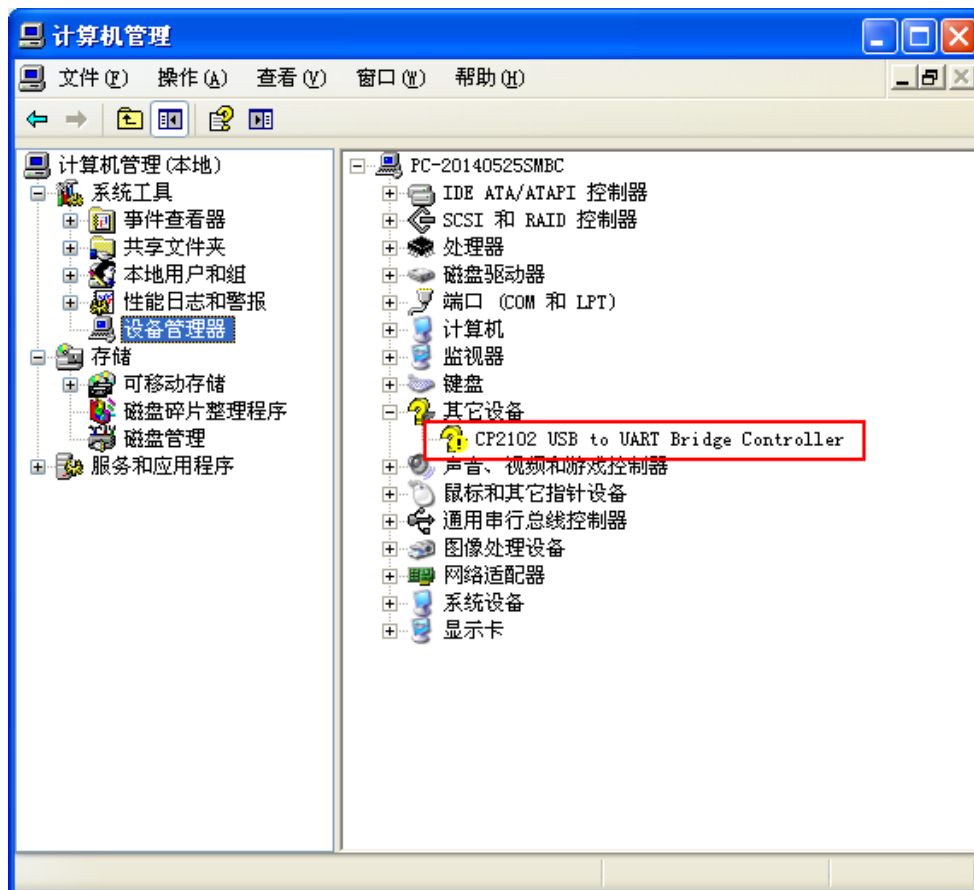 计算机管理
文件(F) 操作(A) 查看(V) 窗口(W) 帮助(H)
计算机管理(本地)
系统工具
事件查看器
共享文件夹
本地用户和组
性能日志和警报
设备管理器
存储
可移动存储
磁盘碎片整理程序
磁盘管理
服务和应用程序
PC-20140525SMBC
IDE ATA/ATAPI 控制器
SCSI 和 RAID 控制器
处理器
磁盘驱动器
端口 (COM 和 LPT)
计算机
监视器
键盘
其它设备
CP2102 USB to UART Bridge Controller
声音、视频和游戏控制器
鼠标和其它指针设备
通用串行总线控制器
图像处理设备
网络适配器
系统设备
显示卡